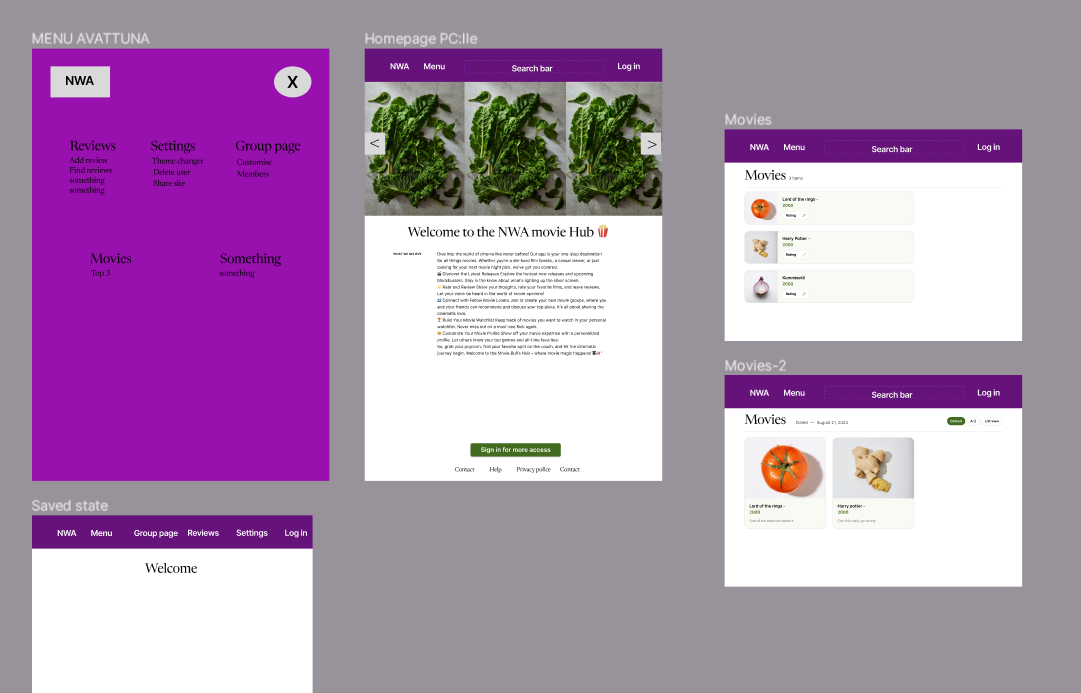 MENU AVATTUNA
NWA
X
Reviews
Add review
Find reviews
something
something
Settings
Theme changer
Delete user
Share site
Group page
Customise
Members
Movies
Top 3
Something
something
Homepage PC:lle
NWA Menu Search bar Log in
<
>
Welcome to the NWA movie Hub 🍿
WHAT WE BELIEVE
Dive into the world of cinema like never before! Our app is your one-stop destination
for all things movies. Whether you're a die-hard film fanatic, a casual viewer, or just
looking for your next movie night pick, we've got you covered.
Discover the Latest Releases Explore the hottest new releases and upcoming
blockbusters. Stay in the know about what's lighting up the silver screen.
Rate and Review Share your thoughts, rate your favorite films, and leave reviews.
Let your voice be heard in the world of movie opinions!
Connect with Fellow Movie Lovers Join or create your own movie groups, where you
and your friends can recommend and discuss your top picks. It's all about sharing the
cinematic love.
Build Your Movie Watchlist Keep track of movies you want to watch in your personal
watchlist. Never miss out on a must-see flick again.
Customize Your Movie Profile Show off your movie expertise with a personalized
profile. Let others know your top genres and all-time favorites.
So, grab your popcorn, find your favorite spot on the couch, and let the cinematic
journey begin. Welcome to the Movie Buff's Hub – where movie magic happens!
Sign in for more access
Contact Help Privacy police Contact
Movies
NWA Menu Search bar Log in
Movies 3 items
Lord of the rings -
2000
Rating
Harry Potter -
2000
Rating
Kummiset4
2000
Rating
Movies-2
NWA Menu Search bar Log in
Movies Dated — August 21, 2023
Default A-Z List view
Lord of the rings -
2000
Harry potter -
2000
Saved state
NWA Menu Group page Reviews Settings Log in
Welcome